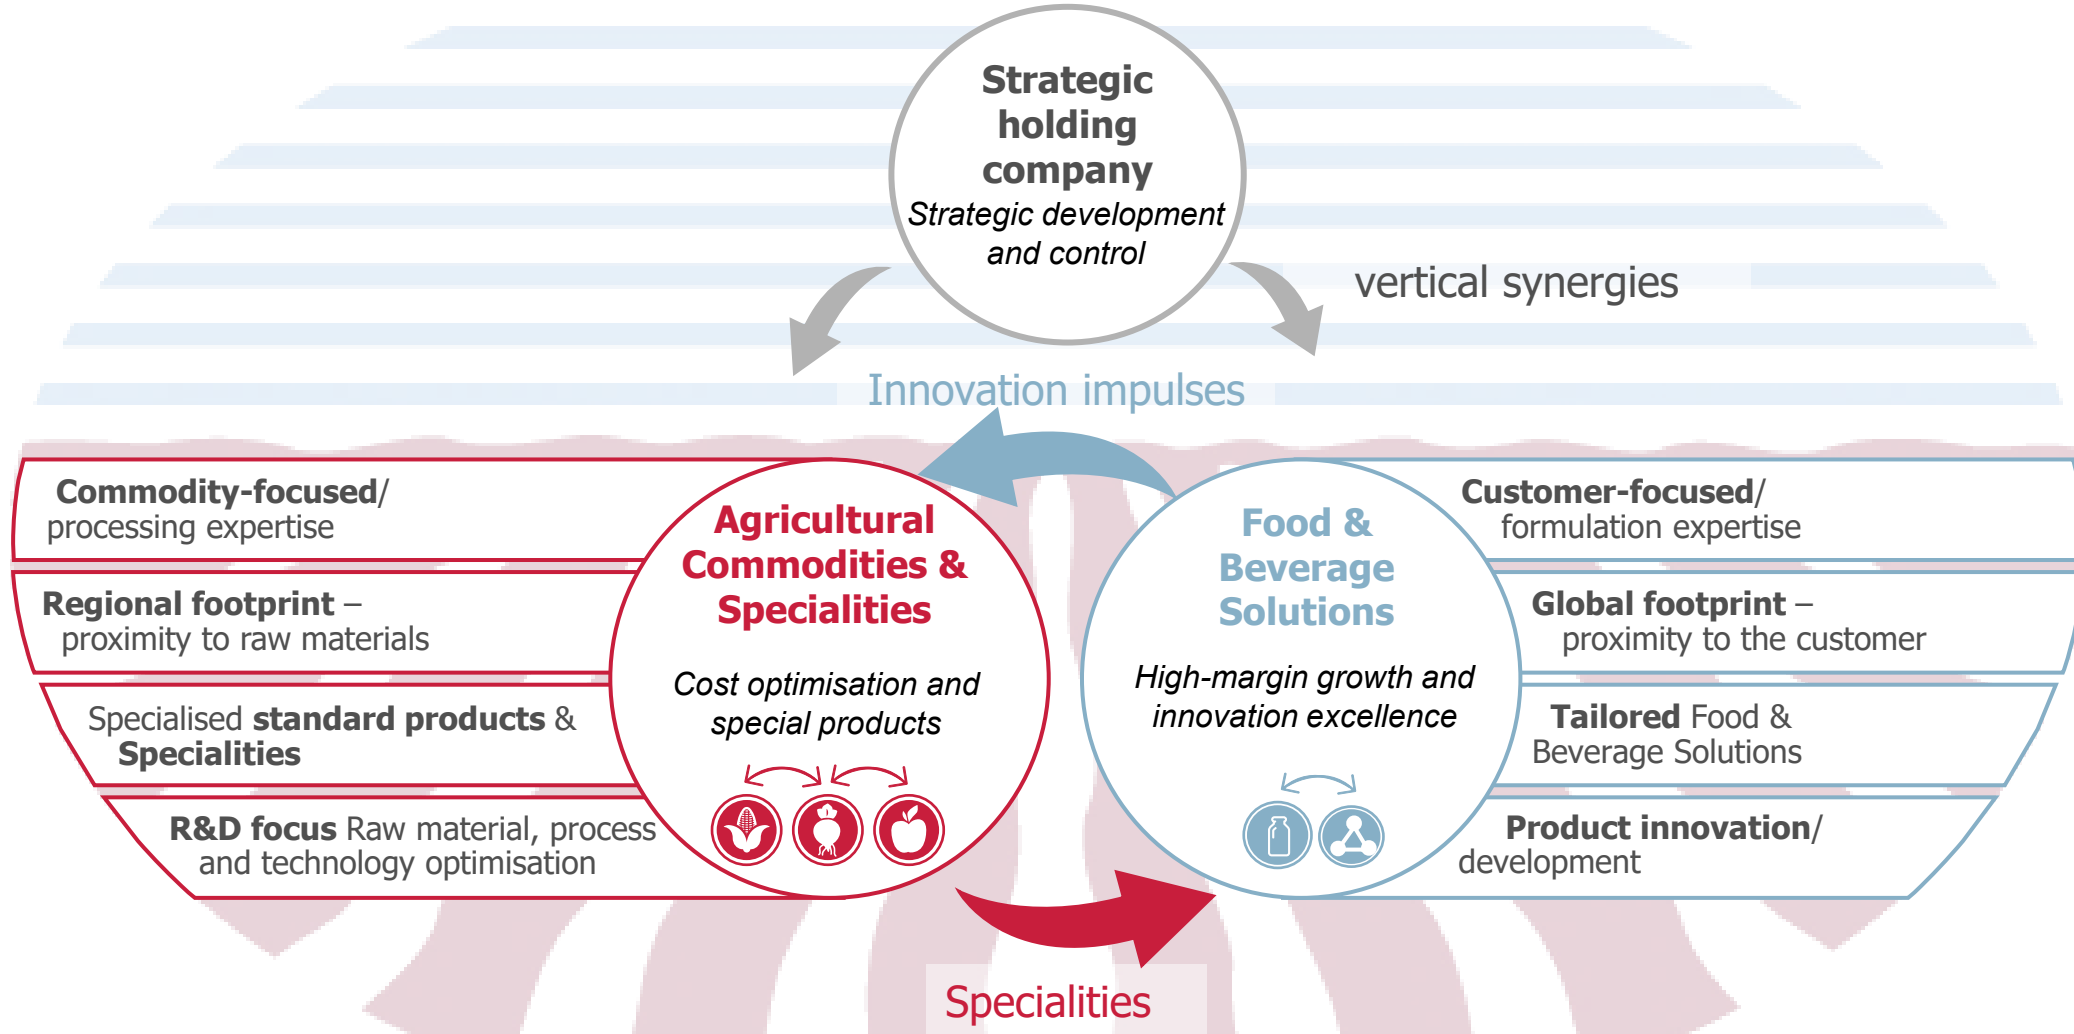 Strategic
holding
company
Strategic development
and control
vertical synergies
Innovation impulses
Commodity-focused/
processing expertise
Regional footprint –
proximity to raw materials
Specialised standard products &
Specialities
R&D focus Raw material, process
and technology optimisation
Agricultural
Commodities &
Specialities
Cost optimisation and
special products
Food &
Beverage
Solutions
High-margin growth and
innovation excellence
Customer-focused/
formulation expertise
Global footprint –
proximity to the customer
Tailored Food &
Beverage Solutions
Product innovation/
development
Specialities